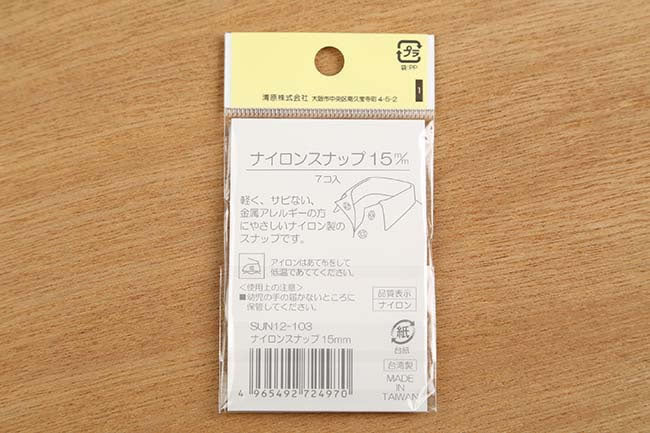 プラ
袋:PP
1
清原株式会社 大阪市中央区南久宝寺町4-5-2
ナイロンスナップ15m/m
7コ入
軽く、サビない、
金属アレルギーの方
にやさしいナイロン製の
スナップです。
アイロンはあて布をして
低温であててください。
<使用上の注意>
■幼児の手の届かないところに
保管してください。
品質表示
ナイロン
SUN12-103
ナイロンスナップ15mm
紙
台紙
台湾製
MADE
IN
TAIWAN
4 965492 724970